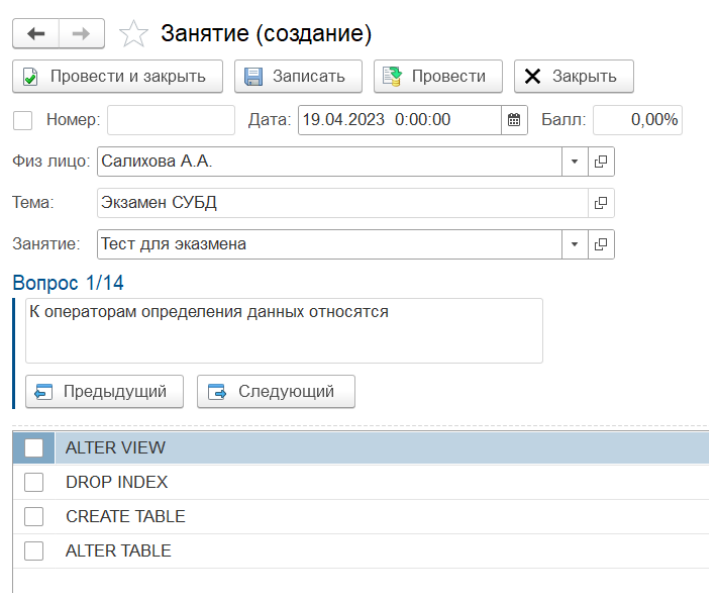 Занятие (создание)
Провести и закрыть Записать Провести Закрыть
Номер: Дата: 19.04.2023 0:00:00 Балл: 0,00%
Физ лицо: Салихова А.А.
Тема: Экзамен СУБД
Занятие: Тест для эказмена
Вопрос 1/14
К операторам определения данных относятся
Предыдущий Следующий
ALTER VIEW
DROP INDEX
CREATE TABLE
ALTER TABLE